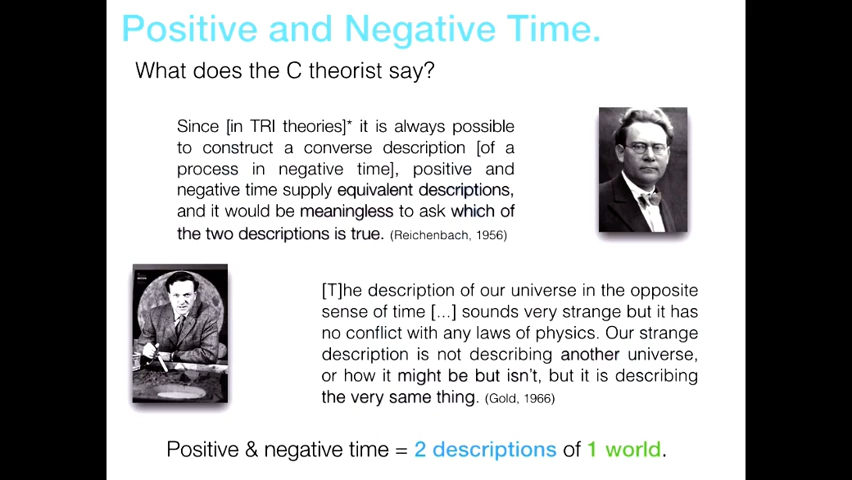 Positive and Negative Time.
What does the C theorist say?
Since [in TRI theories]* it is always possible
to construct a converse description [of a
process in negative time], positive and
negative time supply equivalent descriptions,
and it would be meaningless to ask which of
the two descriptions is true. (Reichenbach, 1956)
[T]he description of our universe in the opposite
sense of time [...] sounds very strange but it has
no conflict with any laws of physics. Our strange
description is not describing another universe,
or how it might be but isn't, but it is describing
the very same thing. (Gold, 1966)
Positive & negative time = 2 descriptions of 1 world.